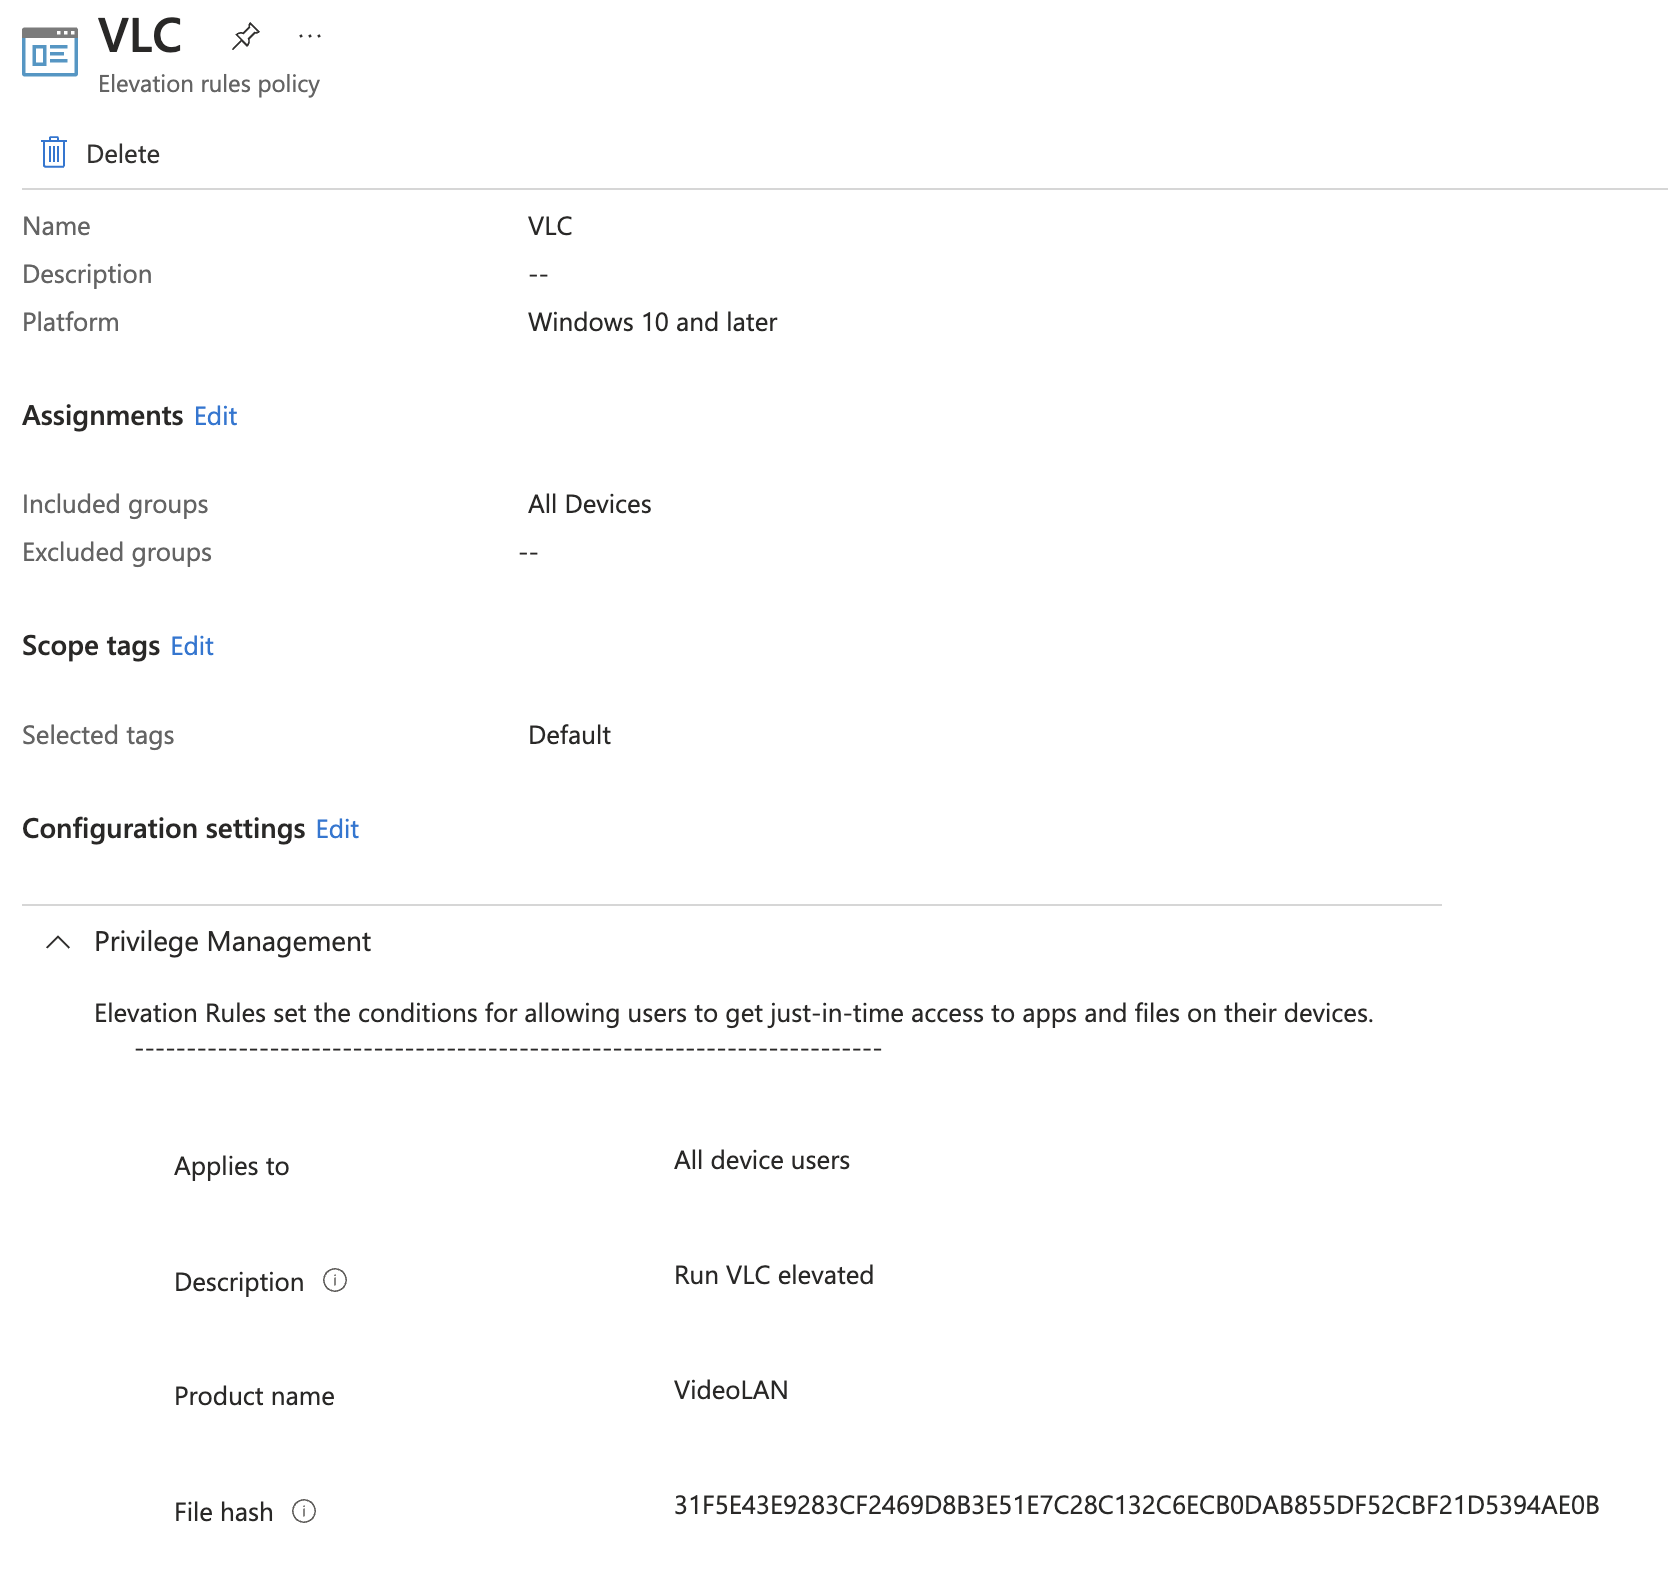 VLC
Elevation rules policy
Delete
Name VLC
Description --
Platform Windows 10 and later
Assignments Edit
Included groups All Devices
Excluded groups --
Scope tags Edit
Selected tags Default
Configuration settings Edit
Privilege Management
Elevation Rules set the conditions for allowing users to get just-in-time access to apps and files on their devices.
------------------------------------------------------------------------
Applies to All device users
Description Run VLC elevated
Product name VideoLAN
File hash 31F5E43E9283CF2469D8B3E51E7C28C132C6ECB0DAB855DF52CBF21D5394AE0B